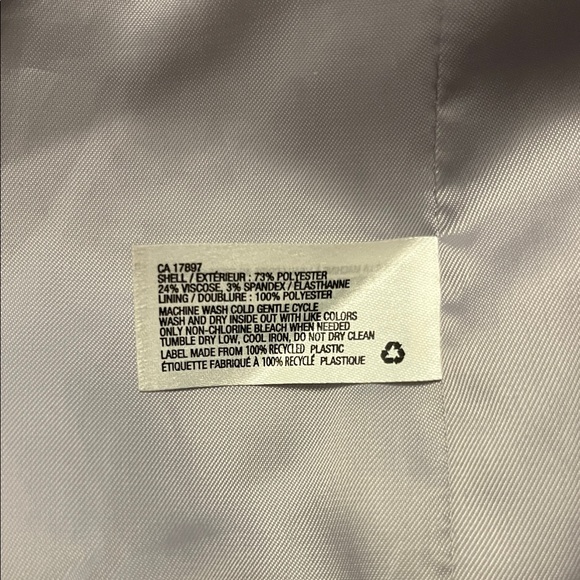 CA 17897
SHELL / EXTÉRIEUR : 73% POLYESTER
24% VISCOSE, 3% SPANDEX / ÉLASTHANNE
LINING / DOUBLURE : 100% POLYESTER
MACHINE WASH COLD GENTLE CYCLE
WASH AND DRY INSIDE OUT WITH LIKE COLORS
ONLY NON-CHLORINE BLEACH WHEN NEEDED
TUMBLE DRY LOW, COOL IRON, DO NOT DRY CLEAN
LABEL MADE FROM 100% RECYCLED PLASTIC
ÉTIQUETTE FABRIQUÉ À 100% RECYCLÉ PLASTIQUE